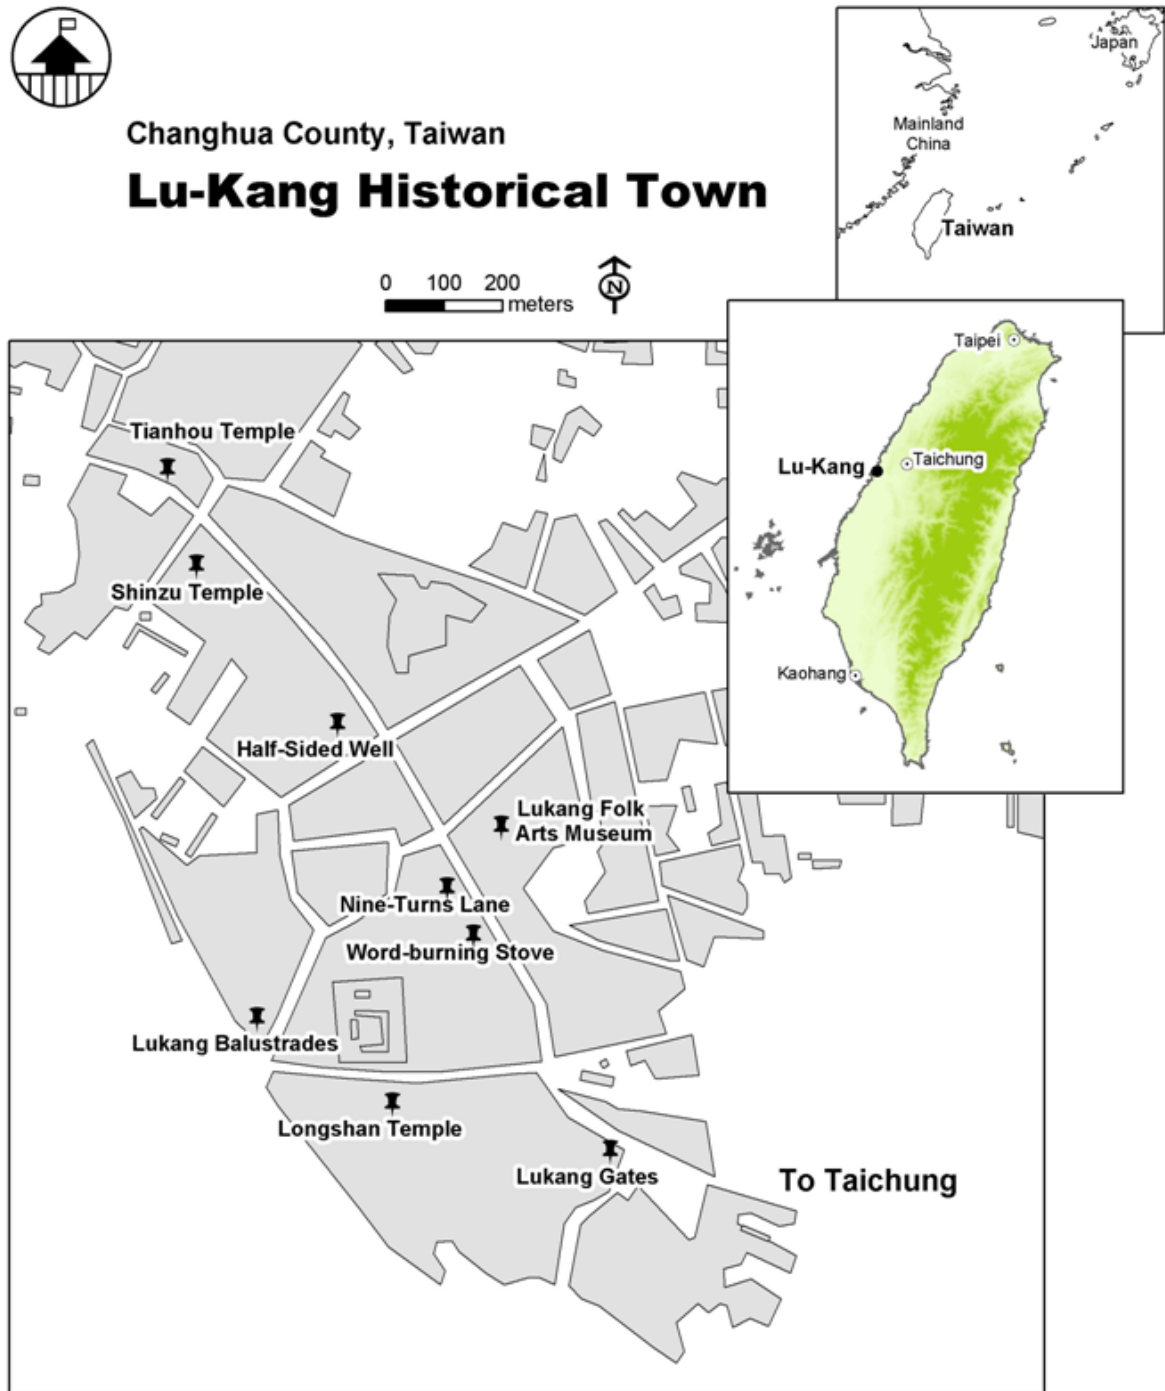 Changhua County, Taiwan
Lu-Kang Historical Town
0 100 200
meters
N
Japan
Mainland
China
Taiwan
Taipei
Lu-Kang
Taichung
Kaohang
Tianhou Temple
Shinzu Temple
Half-Sided Well
Lukang Folk
Arts Museum
Nine-Turns Lane
Word-burning Stove
Lukang Balustrades
Longshan Temple
Lukang Gates
To Taichung